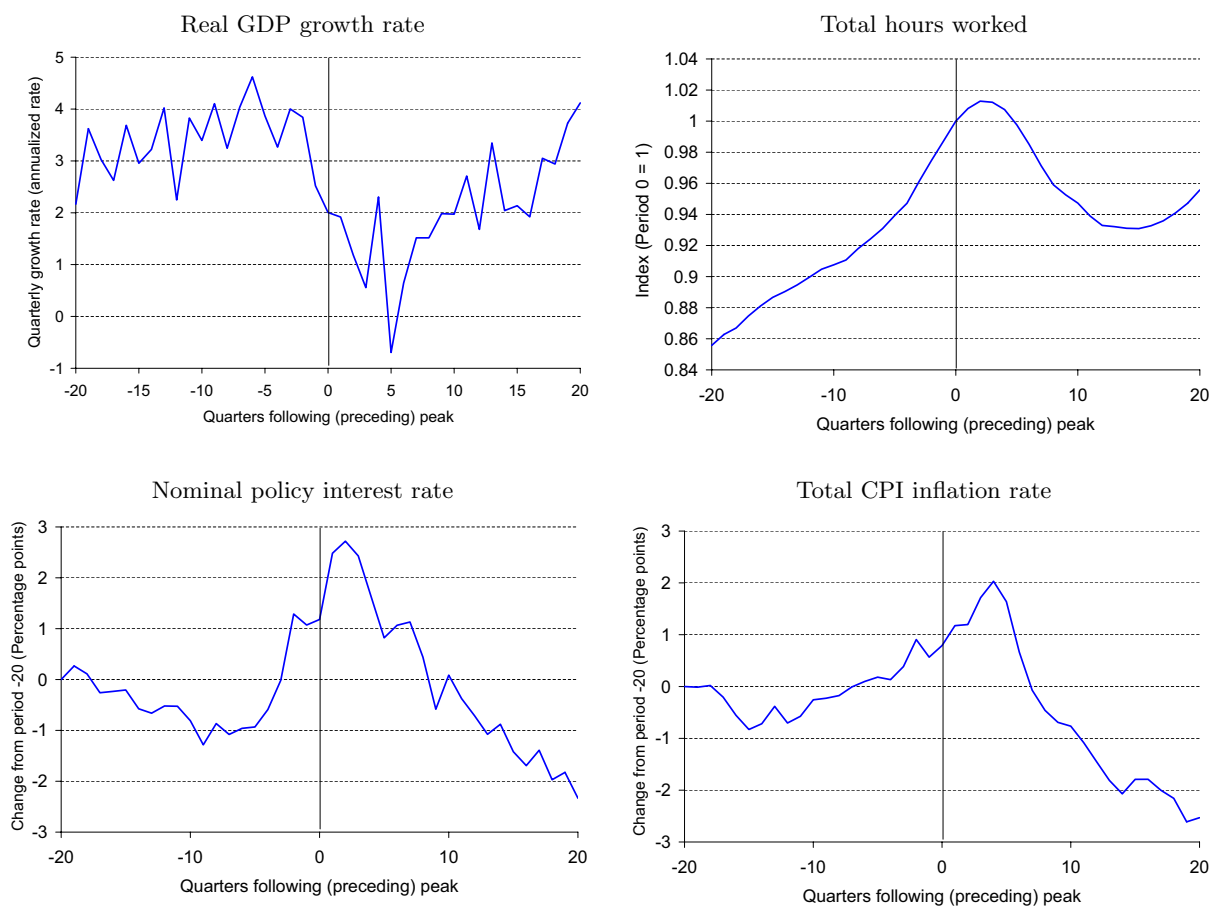 Real GDP growth rate
Quarterly growth rate (annualized rate)
5
4
3
2
1
0
-1
-20 -15 -10 -5 0 5 10 15 20
Quarters following (preceding) peak
Total hours worked
Index (Period 0 = 1)
1.04
1.02
1
0.98
0.96
0.94
0.92
0.9
0.88
0.86
0.84
-20 -10 0 10 20
Quarters following (preceding) peak
Nominal policy interest rate
Change from period -20 (Percentage points)
3
2
1
0
-1
-2
-3
-20 -10 0 10 20
Quarters following (preceding) peak
Total CPI inflation rate
Change from period -20 (Percentage points)
3
2
1
0
-1
-2
-3
-20 -10 0 10 20
Quarters following (preceding) peak